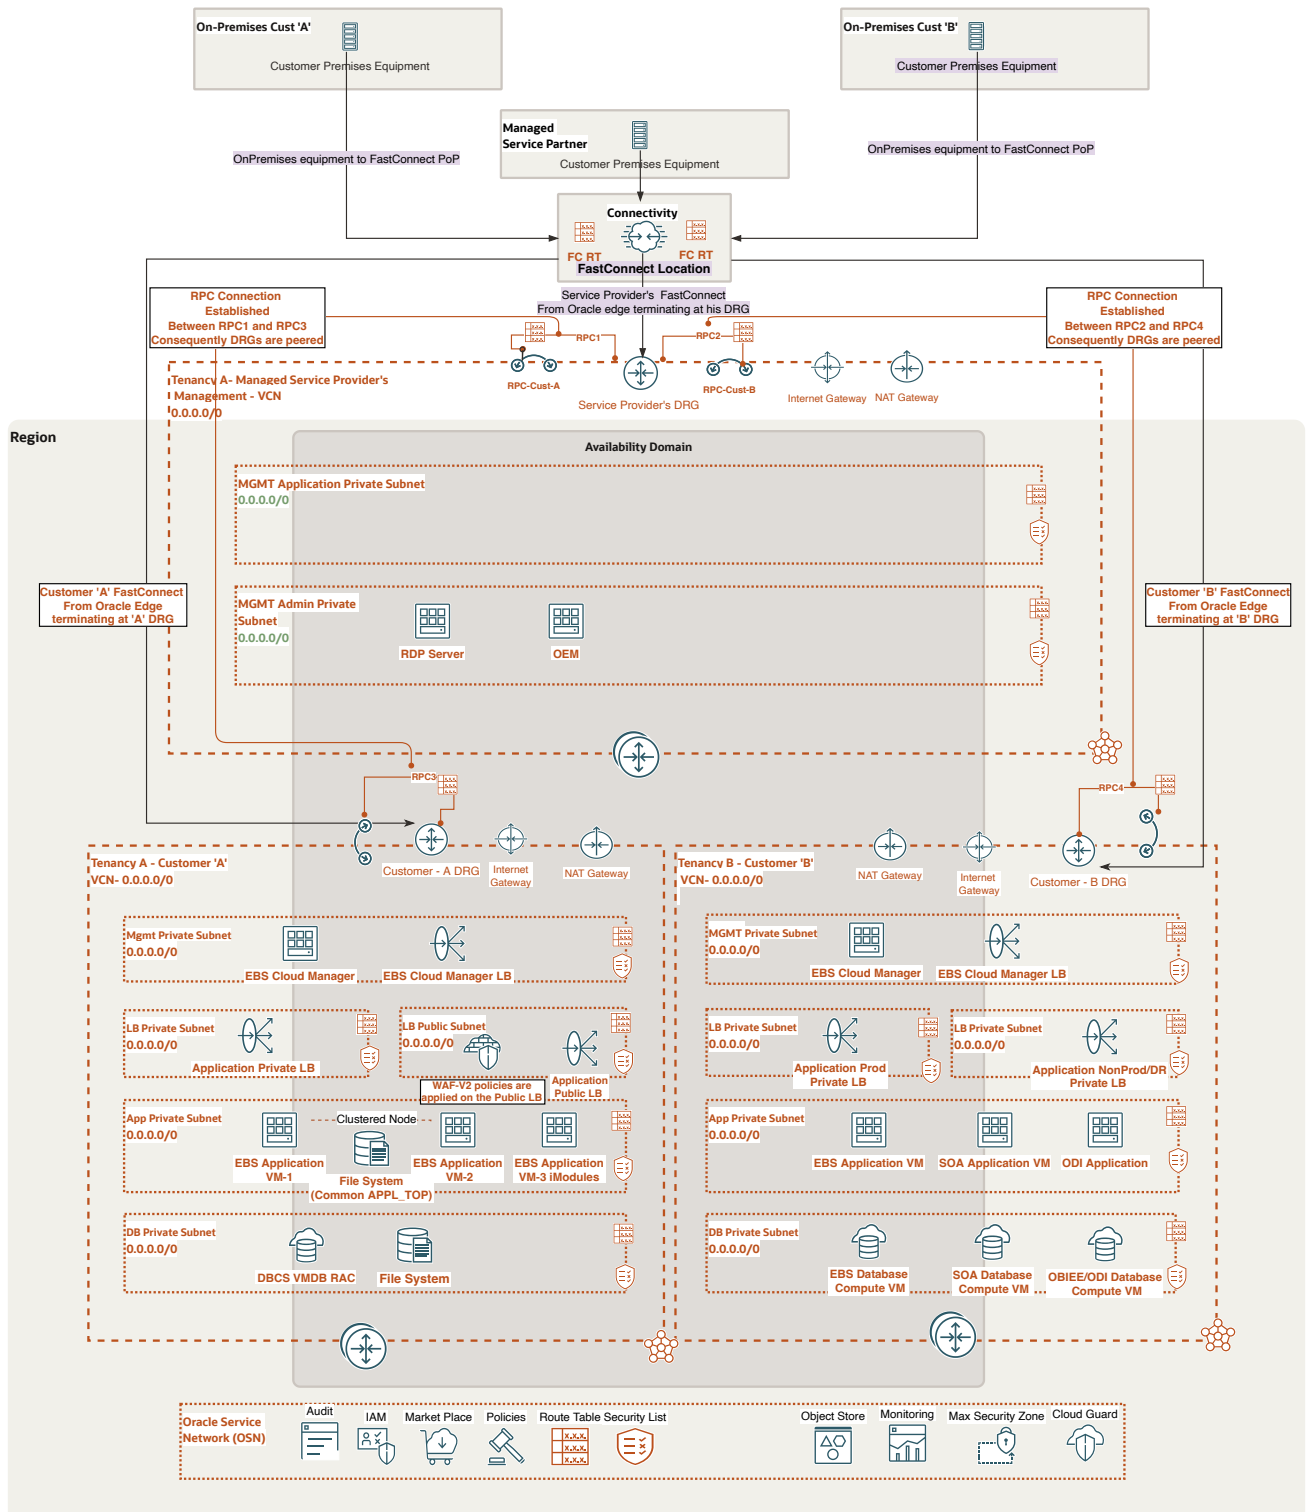 On-Premises Cust 'A'
Customer Premises Equipment
On-Premises Cust 'B'
Customer Premises Equipment
Managed
Service Partner
Customer Premises Equipment
OnPremises equipment to FastConnect PoP
OnPremises equipment to FastConnect PoP
Connectivity
FC RT
FC RT
FastConnect Location
Service Provider's FastConnect
From Oracle edge terminating at his DRG
RPC Connection
Established
Between RPC1 and RPC3
Consequently DRGs are peered
RPC Connection
Established
Between RPC2 and RPC4
Consequently DRGs are peered
RPC1
RPC2
RPC-Cust-A
RPC-Cust-B
Service Provider's DRG
Internet Gateway
NAT Gateway
Tenancy A- Managed Service Provider's
Management - VCN
0.0.0.0/0
Region
Availability Domain
MGMT Application Private Subnet
0.0.0.0/0
MGMT Admin Private
Subnet
0.0.0.0/0
RDP Server
OEM
Customer 'A' FastConnect
From Oracle Edge
terminating at 'A' DRG
Customer 'B' FastConnect
From Oracle Edge
terminating at 'B' DRG
RPC3
RPC4
Customer - A DRG
Internet
Gateway
NAT Gateway
NAT Gateway
Internet
Gateway
Customer - B DRG
Tenancy A - Customer 'A'
VCN- 0.0.0.0/0
Mgmt Private Subnet
0.0.0.0/0
EBS Cloud Manager
EBS Cloud Manager LB
LB Private Subnet
0.0.0.0/0
Application Private LB
LB Public Subnet
0.0.0.0/0
WAF-V2 policies are
applied on the Public LB
Application
Public LB
App Private Subnet
0.0.0.0/0
Clustered Node
EBS Application
VM-1
File System
(Common APPL_TOP)
EBS Application
VM-2
EBS Application
VM-3 iModules
DB Private Subnet
0.0.0.0/0
DBCS VMDB RAC
File System
Tenancy B - Customer 'B'
VCN- 0.0.0.0/0
MGMT Private Subnet
0.0.0.0/0
EBS Cloud Manager
EBS Cloud Manager LB
LB Private Subnet
0.0.0.0/0
Application Prod
Private LB
LB Private Subnet
0.0.0.0/0
Application NonProd/DR
Private LB
App Private Subnet
0.0.0.0/0
EBS Application VM
SOA Application VM
ODI Application
DB Private Subnet
0.0.0.0/0
EBS Database
Compute VM
SOA Database
Compute VM
OBIEE/ODI Database
Compute VM
Oracle Service
Network (OSN)
Audit
IAM
Market Place
Policies
Route Table
Security List
Object Store
Monitoring
Max Security Zone
Cloud Guard